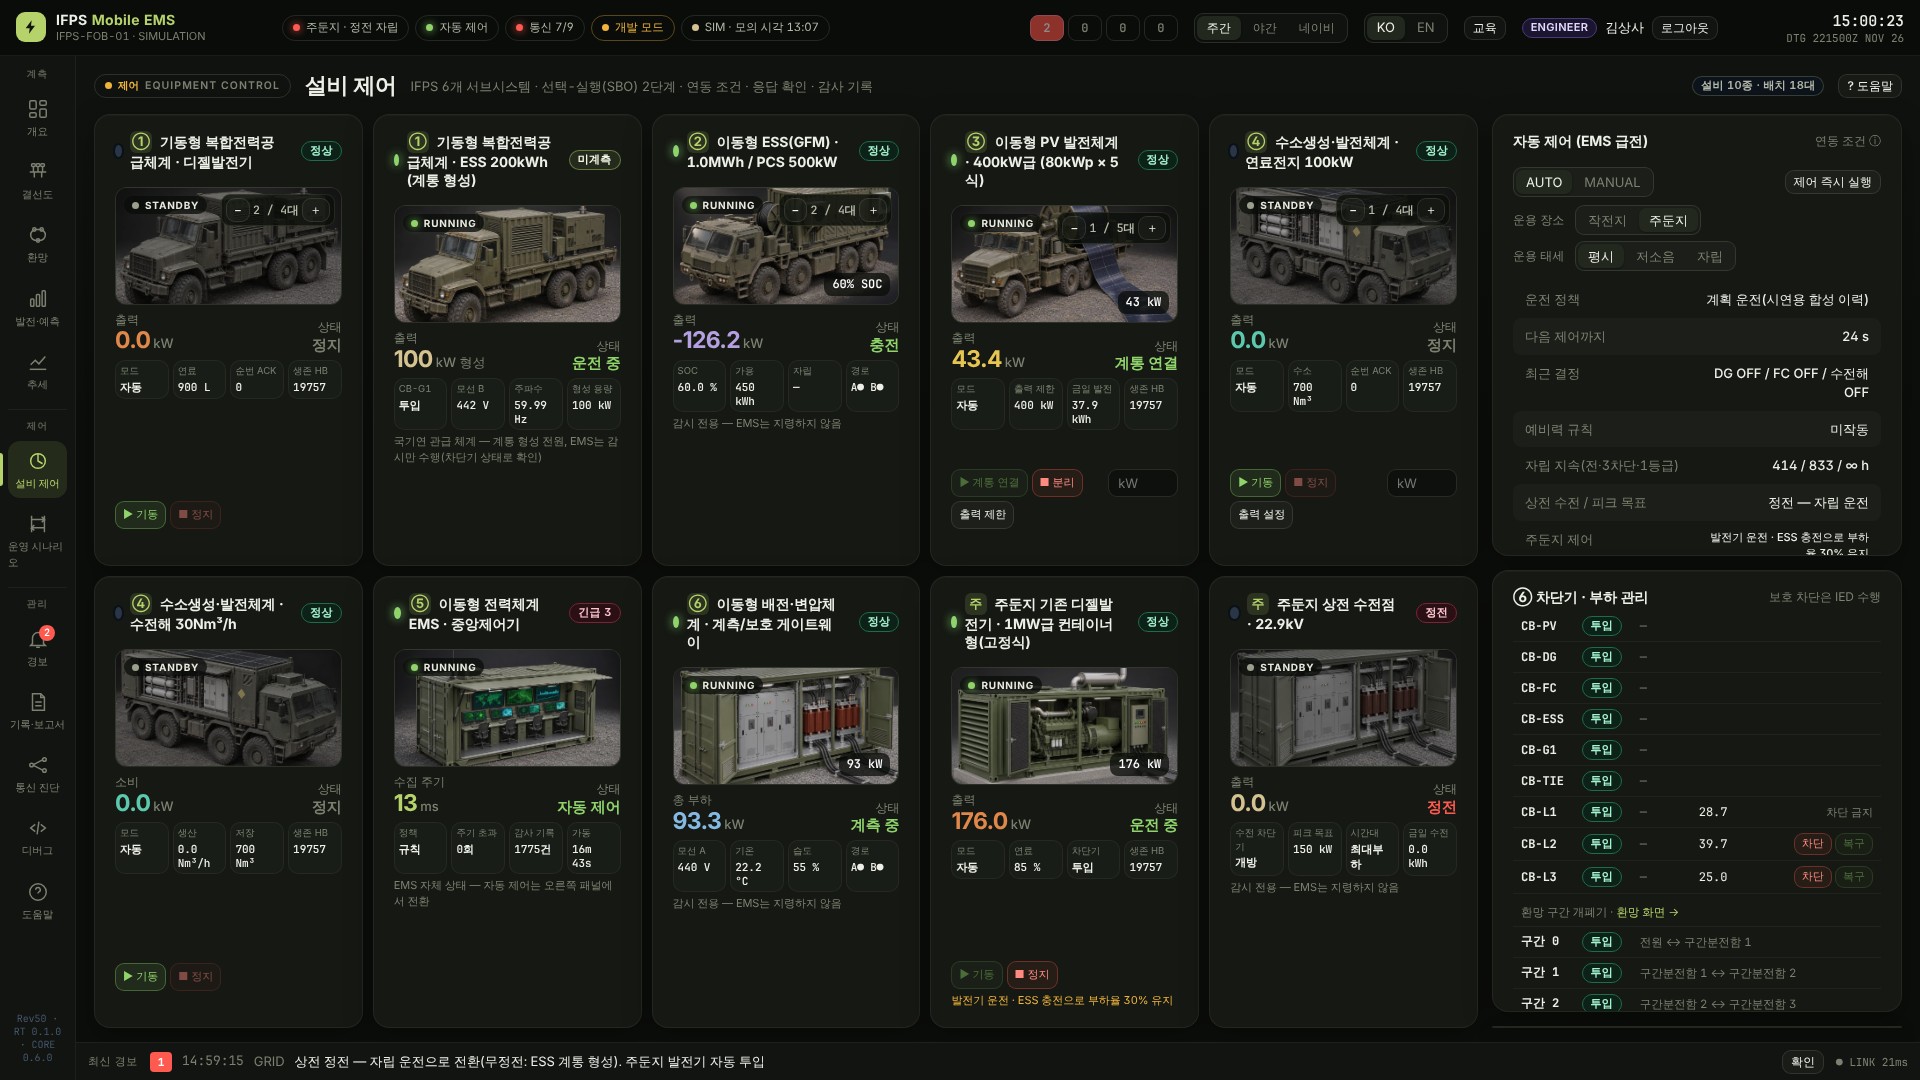 IFPS Mobile EMS
IFPS-FOB-01 · SIMULATION
주둔지 · 정전 자립
자동 제어
통신 7/9
개발 모드
SIM · 모의 시각 13:07
2 0 0 0
주간 야간 네이비
KO EN
교육
ENGINEER 김상사 로그아웃
15:00:23
DTG 221500Z NOV 26
계측
개요
결선도
환망
발전·예측
추세
제어
설비 제어
운영 시나리오
관리
2
경보
기록·보고서
통신 진단
디버그
도움말
RevS0 ·
RT 0.1.0
· CORE
0.6.0
제어 EQUIPMENT CONTROL
설비 제어
IFPS 6개 서브시스템 · 선택-실행(SBO) 2단계 · 연동 조건 · 응답 확인 · 감사 기록
설비 10종 · 배치 18대
? 도움말
① 기동형 복합전력공급체계 · 디젤발전기
정상
STANDBY
− 2 / 4대 +
출력
0.0 kW
상태
정지
모드 자동
연료 900 L
순번 ACK 0
생존 HB 19757
▶ 기동 ■ 정지
① 기동형 복합전력공급체계 · ESS 200kWh (계통 형성)
미계측
RUNNING
출력
100 kW 형성
상태
운전 중
CB-G1 투입
모선 B 442 V
주파수 59.99 Hz
형성 용량 100 kW
국기연 관급 체계 — 계통 형성 전원, EMS는 감시만 수행(차단기 상태로 확인)
② 이동형 ESS(GFM) · 1.0MWh / PCS 500kW
정상
RUNNING
− 2 / 4대 +
60% SOC
출력
-126.2 kW
상태
충전
SOC 60.0 %
가용 450 kWh
자립 —
경로 A● B●
감시 전용 — EMS는 지령하지 않음
③ 이동형 PV 발전체계 · 400kW급 (80kWp × 5식)
정상
RUNNING
− 1 / 5대 +
43 kW
출력
43.4 kW
상태
계통 연결
모드 자동
출력 제한 400 kW
금일 발전 37.9 kWh
생존 HB 19757
▶ 계통 연결 ■ 분리 kW
출력 제한
④ 수소생성·발전체계 · 연료전지 100kW
정상
STANDBY
− 1 / 4대 +
출력
0.0 kW
상태
정지
모드 자동
수소 700 Nm³
순번 ACK 0
생존 HB 19757
▶ 기동 ■ 정지 kW
출력 설정
④ 수소생성·발전체계 · 수전해 30Nm³/h
정상
STANDBY
소비
0.0 kW
상태
정지
모드 자동
생산 0.0 Nm³/h
저장 700 Nm³
생존 HB 19757
▶ 기동 ■ 정지
⑤ 이동형 전력체계 EMS · 중앙제어기
긴급 3
RUNNING
수집 주기
13 ms
상태
자동 제어
정책 규칙
주기 초과 0회
감사 기록 1775건
가동 16m 43s
EMS 자체 상태 — 자동 제어는 오른쪽 패널에서 전환
⑥ 이동형 배전·변압체계 · 계측/보호 게이트웨이
정상
RUNNING
93 kW
총 부하
93.3 kW
상태
계측 중
모선 A 440 V
기온 22.2 °C
습도 55 %
경로 A● B●
감시 전용 — EMS는 지령하지 않음
주 주둔지 기존 디젤발전기 · 1MW급 컨테이너형(고정식)
정상
RUNNING
176 kW
출력
176.0 kW
상태
운전 중
모드 자동
연료 85 %
차단기 투입
생존 HB 19757
▶ 기동 ■ 정지
발전기 운전 · ESS 충전으로 부하율 30% 유지
주 주둔지 상전 수전점 · 22.9kV
정전
STANDBY
출력
0.0 kW
상태
정전
수전 차단기 개방
피크 목표 150 kW
시간대 최대부하
금일 수전 0.0 kWh
감시 전용 — EMS는 지령하지 않음
자동 제어 (EMS 급전)
연동 조건 ⓘ
AUTO MANUAL
제어 즉시 실행
운용 장소 작전지 주둔지
운용 태세 평시 저소음 자립
운전 정책 계획 운전(시연용 합성 이력)
다음 제어까지 24 s
최근 결정 DG OFF / FC OFF / 수전해 OFF
예비력 규칙 미작동
자립 지속(전·3차단·1등급) 414 / 833 / ∞ h
상전 수전 / 피크 목표 정전 — 자립 운전
주둔지 제어 발전기 운전 · ESS 충전으로 부하율 30% 유지
⑥ 차단기 · 부하 관리
보호 차단은 IED 수행
CB-PV 투입 —
CB-DG 투입 —
CB-FC 투입 —
CB-ESS 투입 —
CB-G1 투입 —
CB-TIE 투입 —
CB-L1 투입 — 28.7 차단 금지
CB-L2 투입 — 39.7 차단 복구
CB-L3 투입 — 25.0 차단 복구
환망 구간 개폐기 · 환망 화면 →
구간 0 투입 전원 ↔ 구간분전함 1
구간 1 투입 구간분전함 1 ↔ 구간분전함 2
구간 2 투입 구간분전함 2 ↔ 구간분전함 3
최신 경보 1 14:59:15 GRID 상전 정전 — 자립 운전으로 전환(무정전: ESS 계통 형성). 주둔지 발전기 자동 투입
확인
LINK 21ms